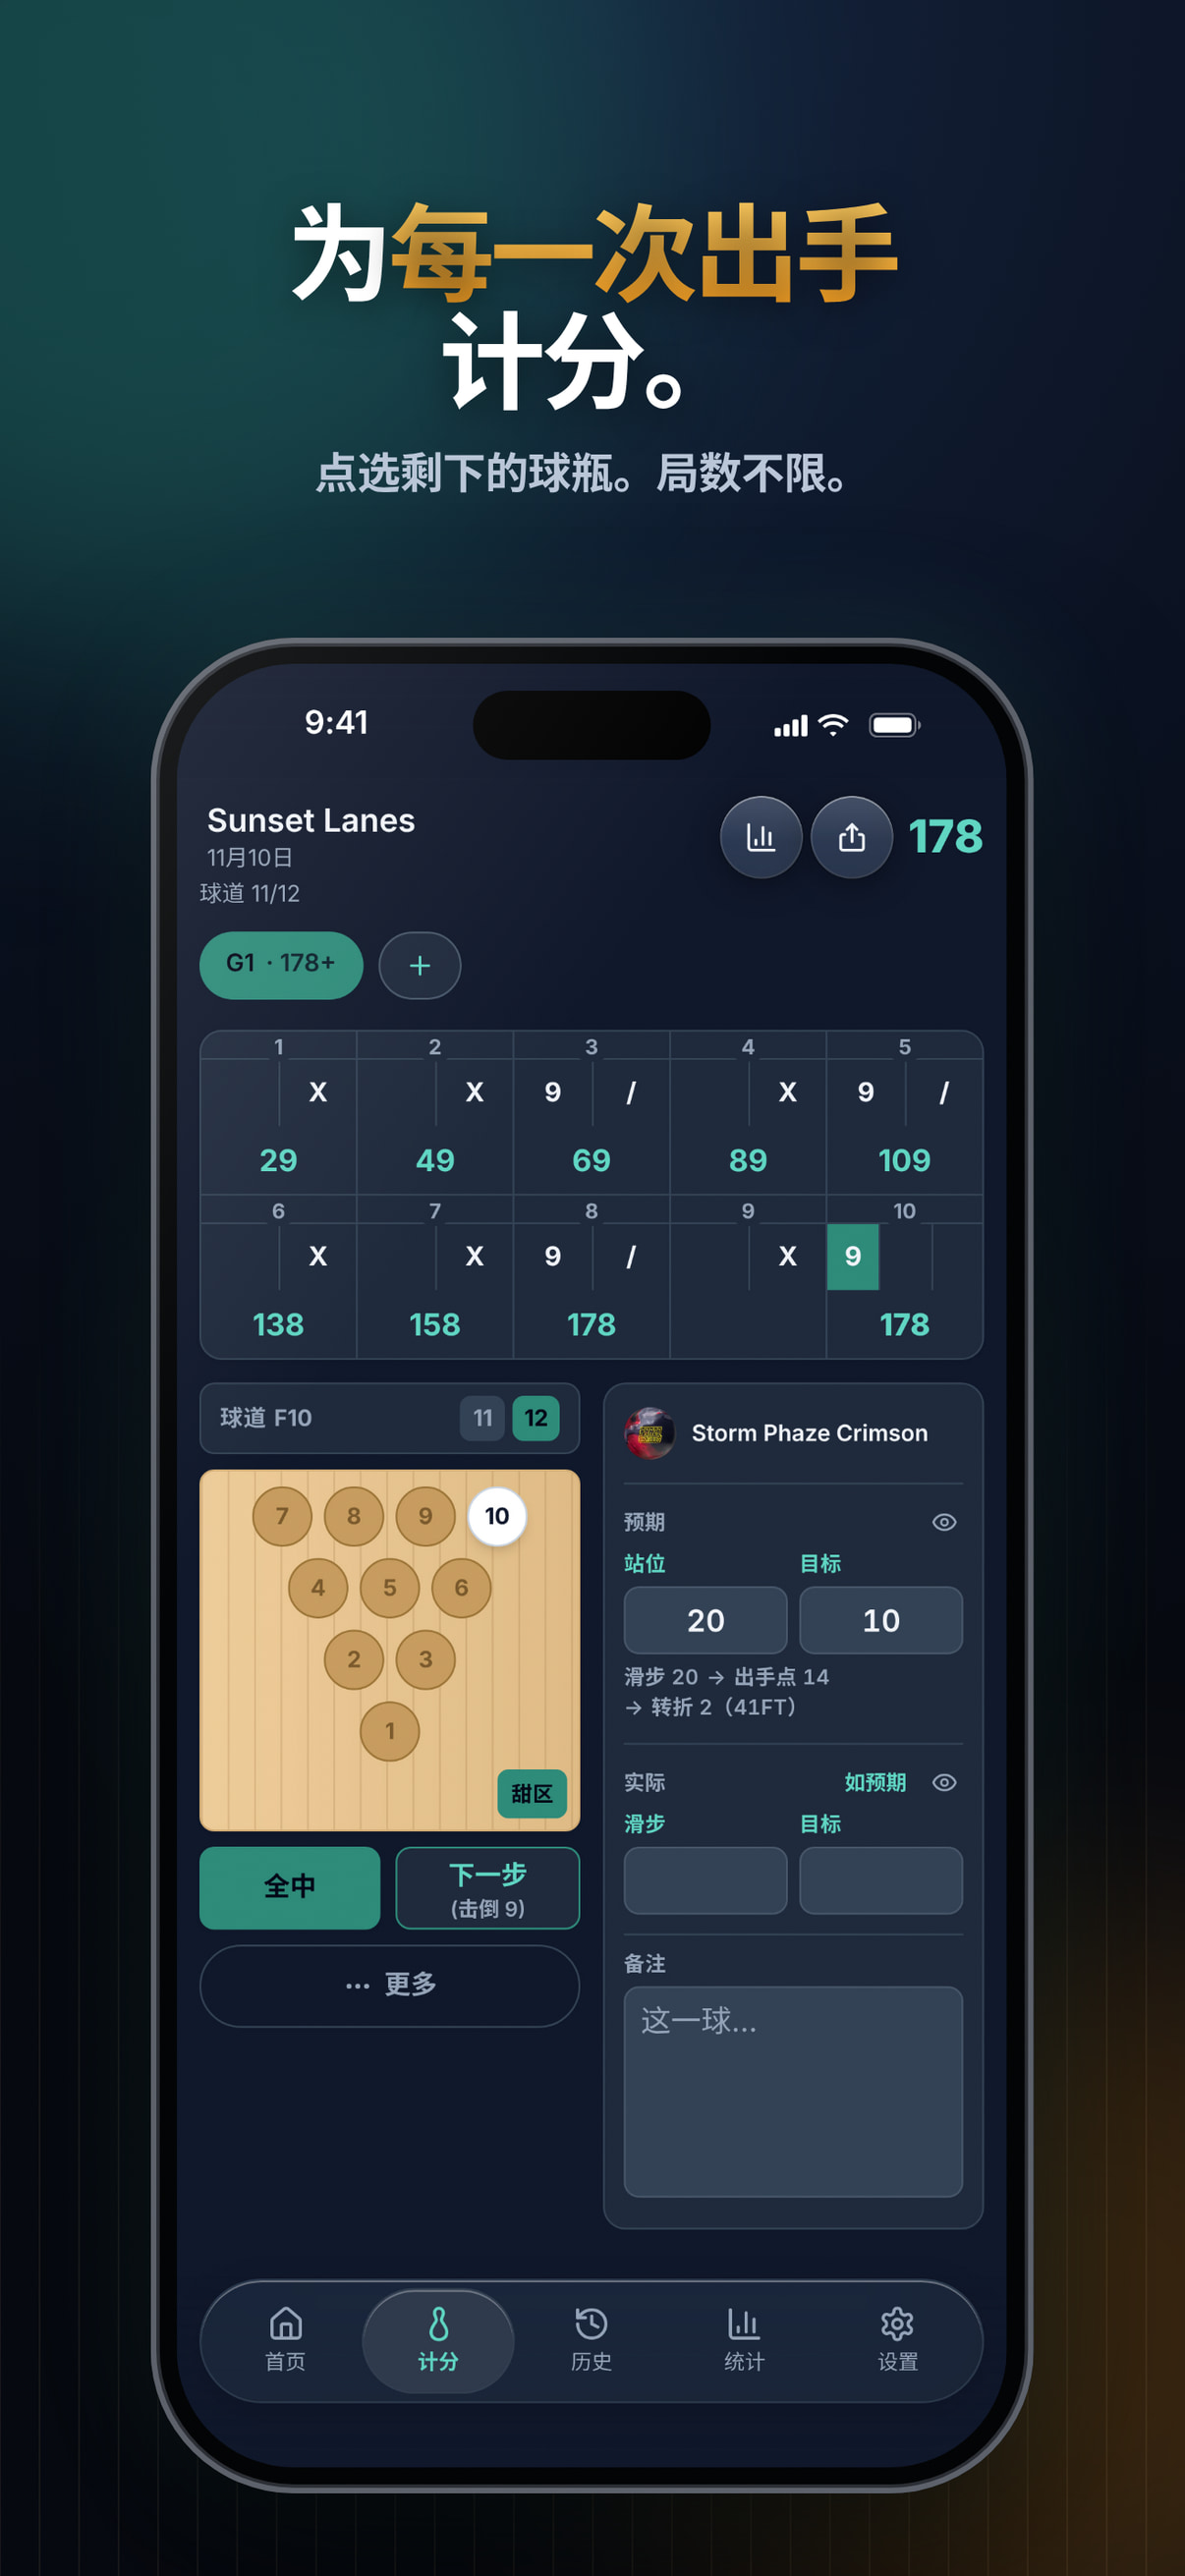 为每一次出手
计分。
点选剩下的球瓶。局数不限。
9:41
Sunset Lanes
11月10日
球道 11/12
178
G1 · 178+
+
1 2 3 4 5
X X 9 / X 9 /
29 49 69 89 109
6 7 8 9 10
X X 9 / X 9
138 158 178 178
球道 F10 11 12
7 8 9 10
4 5 6
2 3
1
甜区
全中
下一步
(击倒 9)
··· 更多
Storm Phaze Crimson
预期
站位 目标
20 10
滑步 20 → 出手点 14
→ 转折 2（41FT）
实际 如预期
滑步 目标
备注
这一球...
首页 计分 历史 统计 设置